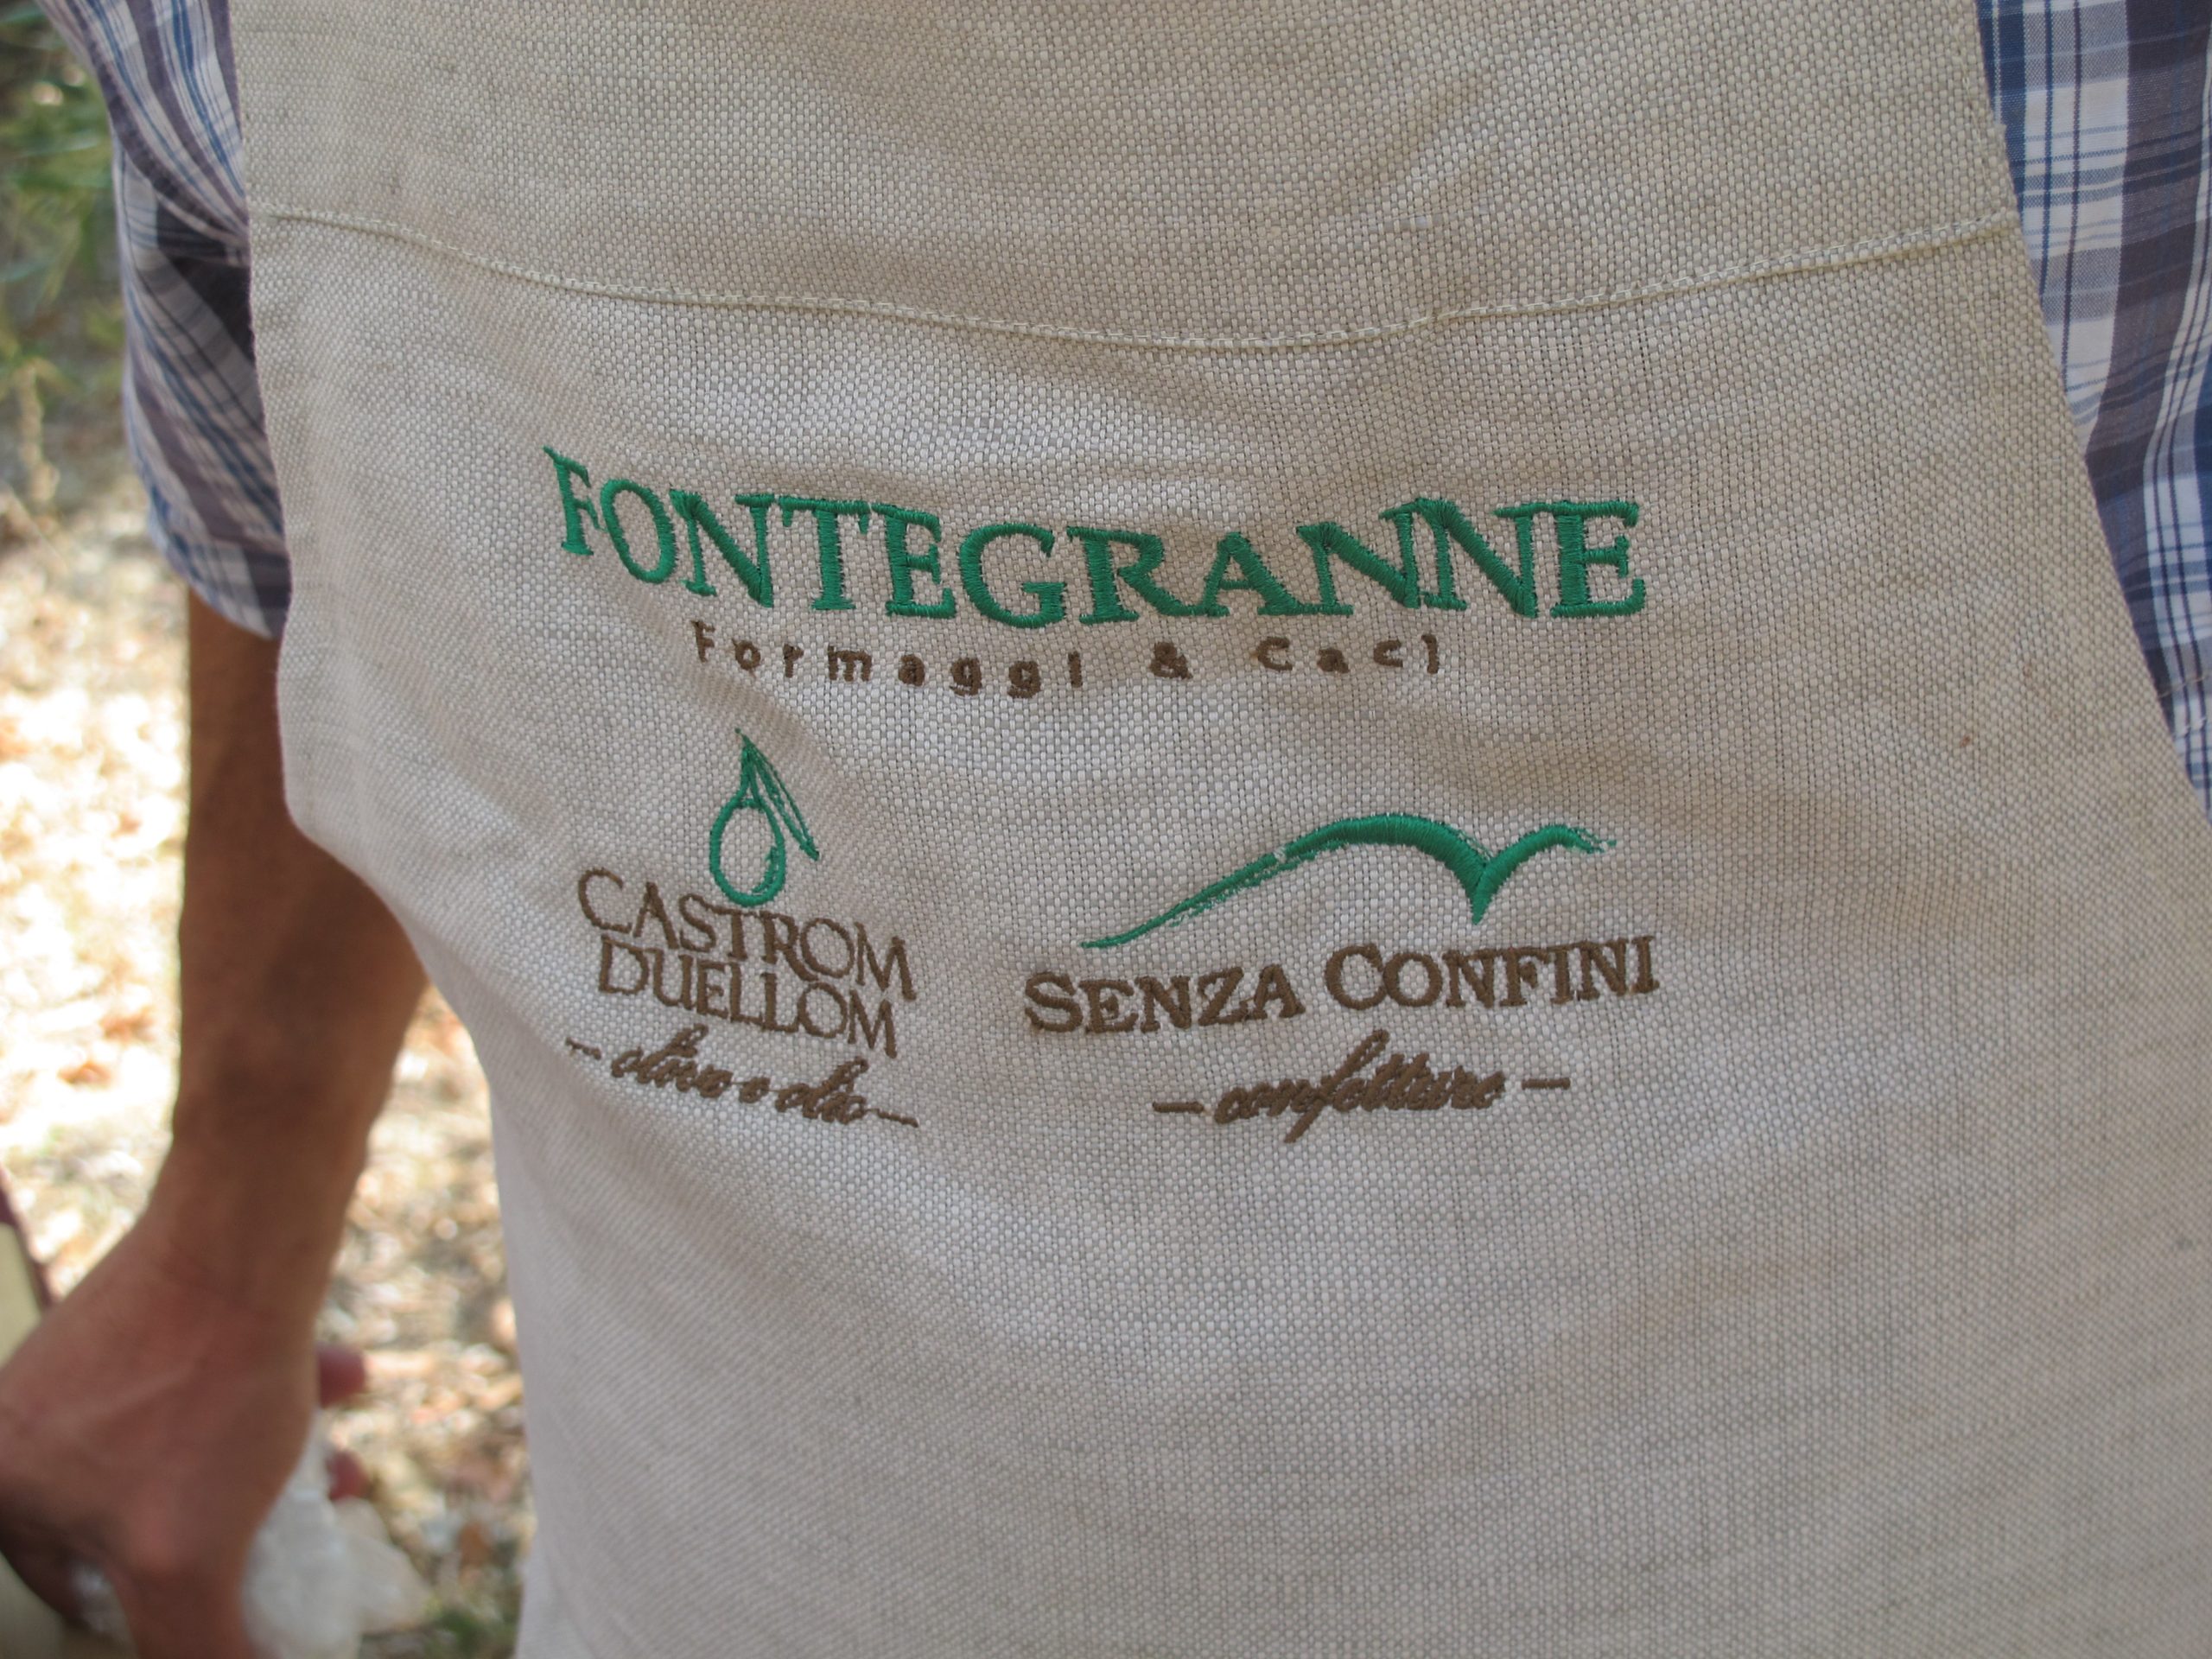 FONTEGRANNE
Formaggi & Caci
CASTROM
DUELLOM
- olive e olio -
SENZA CONFINI
- confetture -